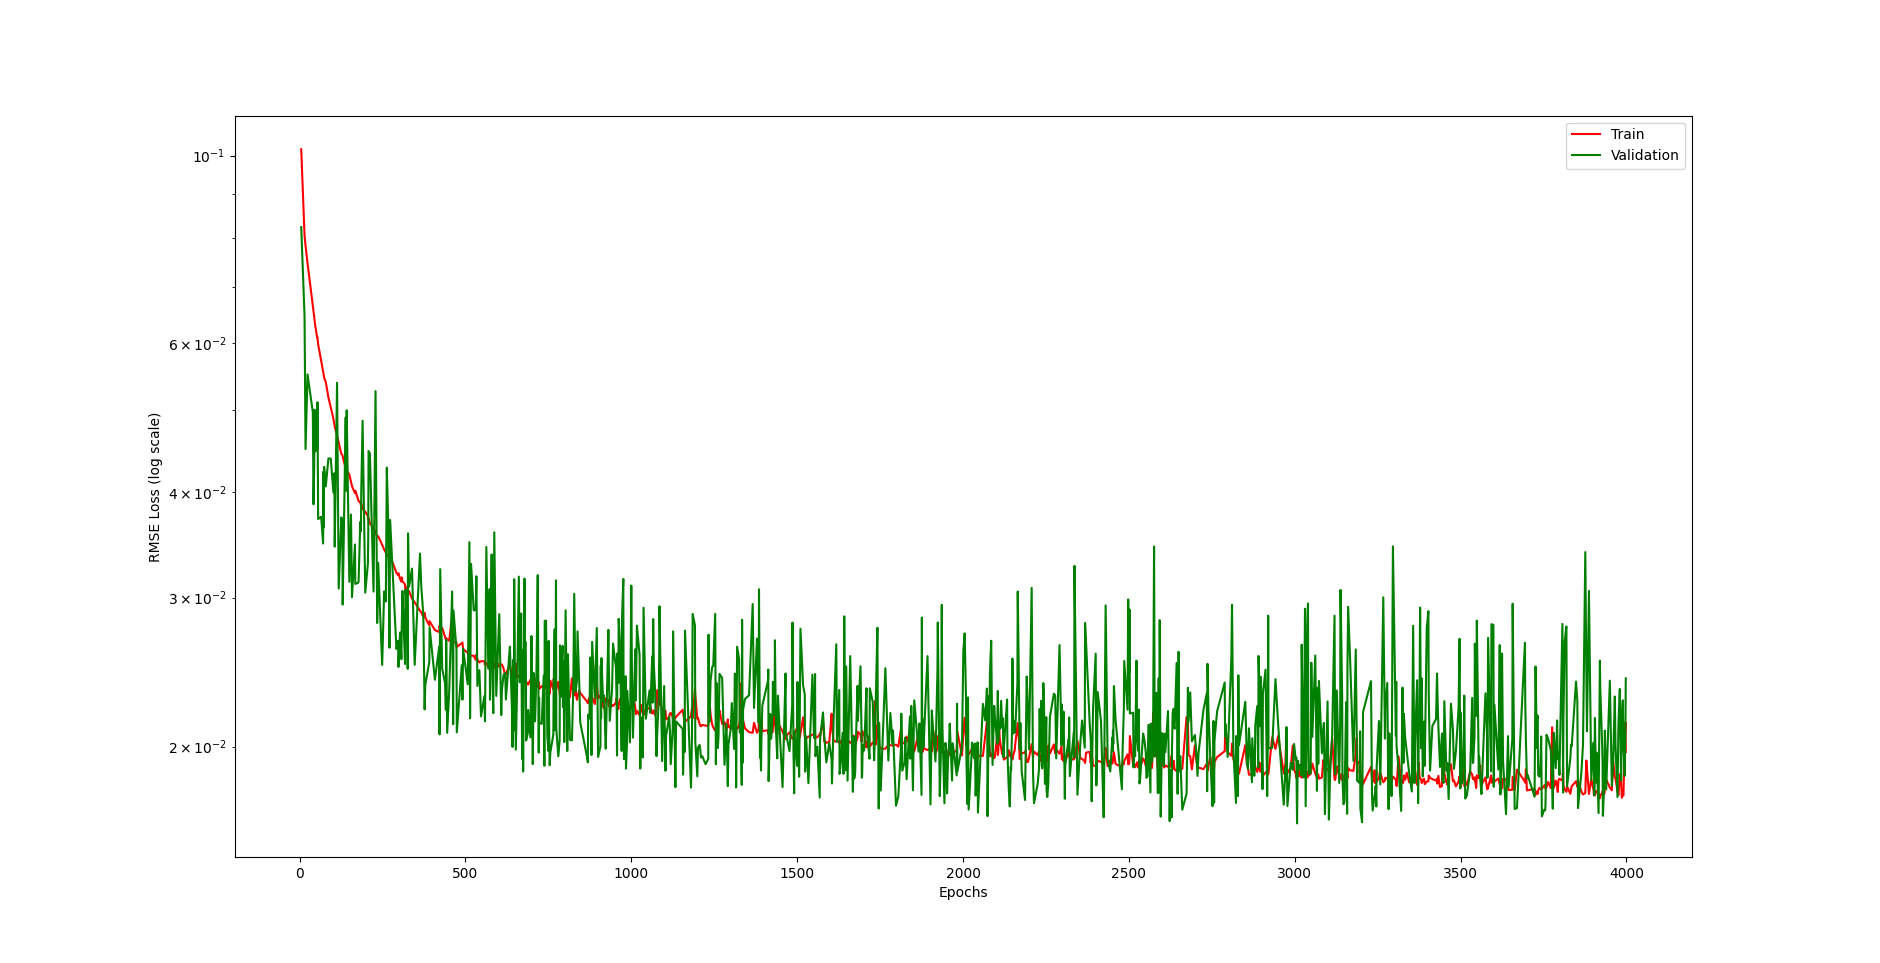 Train
Validation
10⁻¹
6 × 10⁻²
4 × 10⁻²
3 × 10⁻²
2 × 10⁻²
RMSE Loss (log scale)
0 500 1000 1500 2000 2500 3000 3500 4000
Epochs